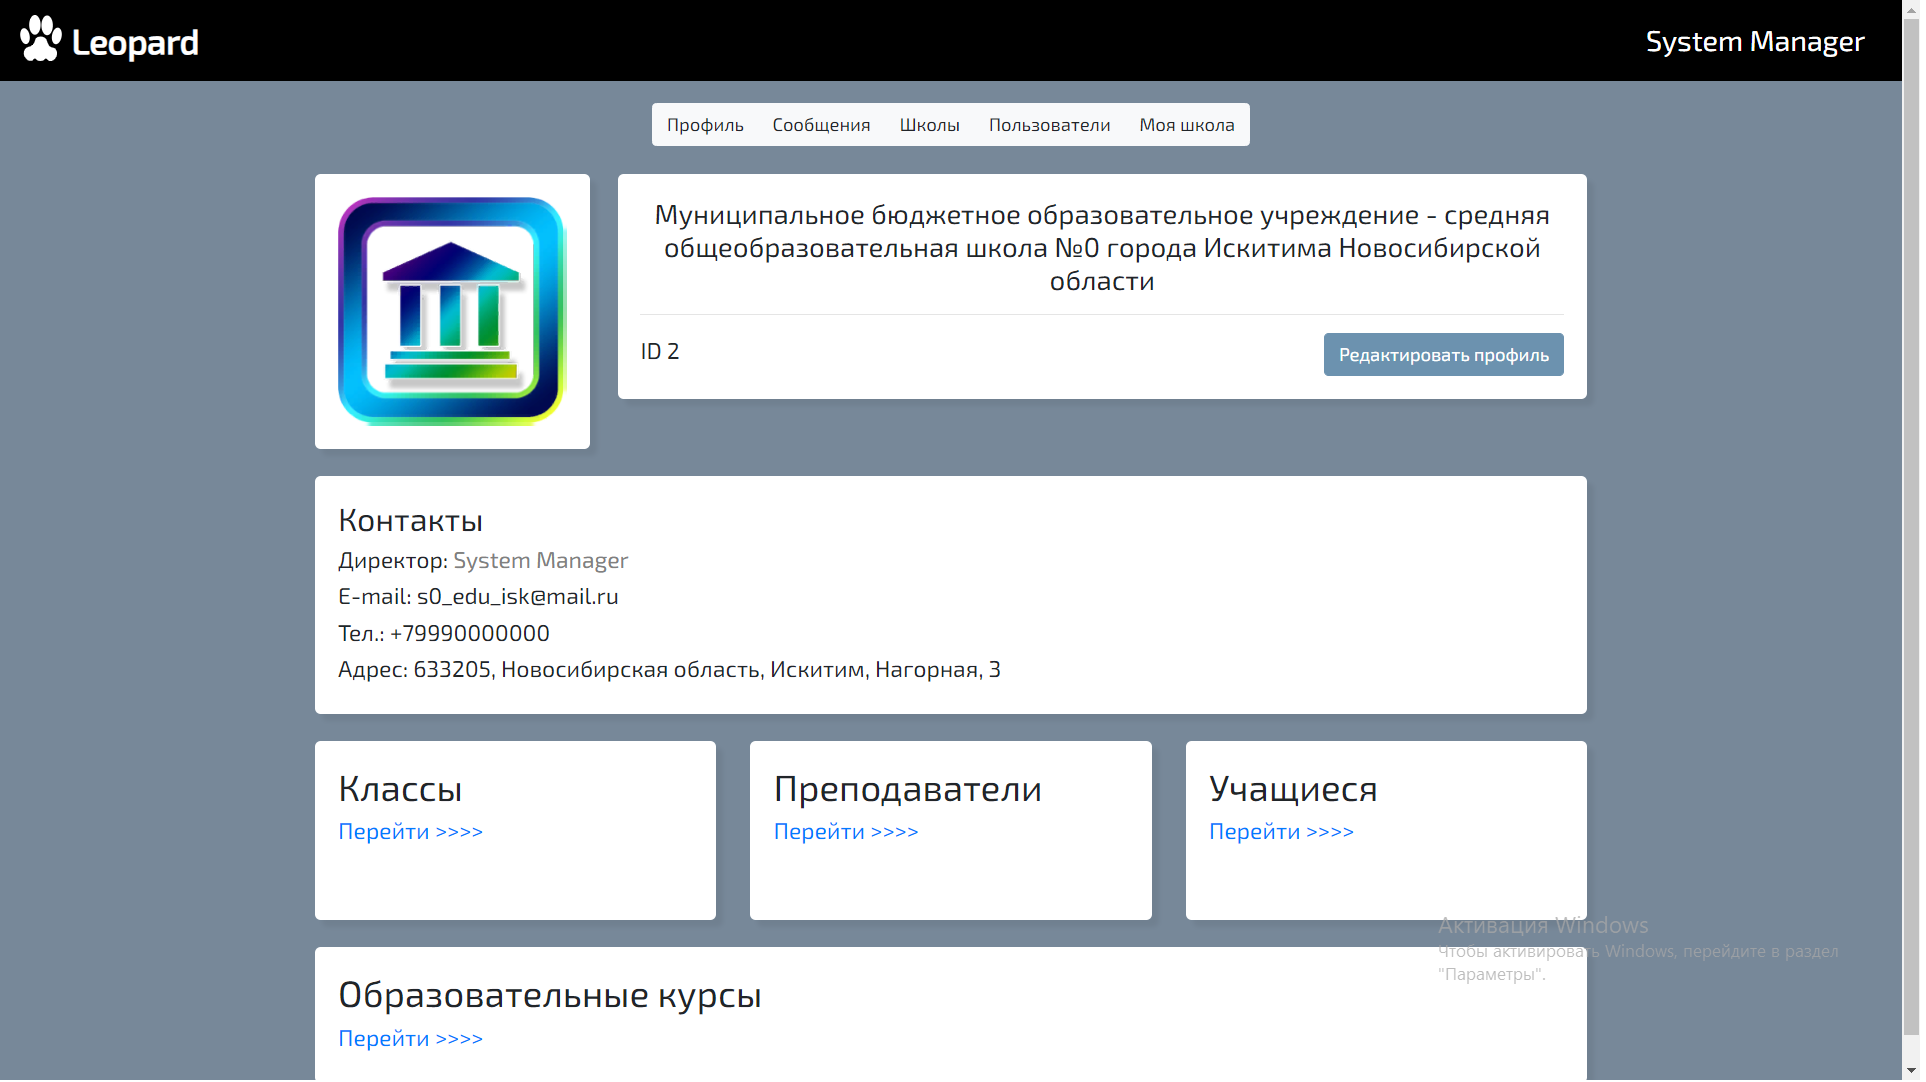 Leopard
System Manager
Профиль Сообщения Школы Пользователи Моя школа
Муниципальное бюджетное образовательное учреждение - средняя
общеобразовательная школа №0 города Искитима Новосибирской
области
ID 2
Редактировать профиль
Контакты
Директор: System Manager
E-mail: s0_edu_isk@mail.ru
Тел.: +79990000000
Адрес: 633205, Новосибирская область, Искитим, Нагорная, 3
Классы
Перейти >>>>
Преподаватели
Перейти >>>>
Учащиеся
Перейти >>>>
Активация Windows
Чтобы активировать Windows, перейдите в раздел
"Параметры".
Образовательные курсы
Перейти >>>>